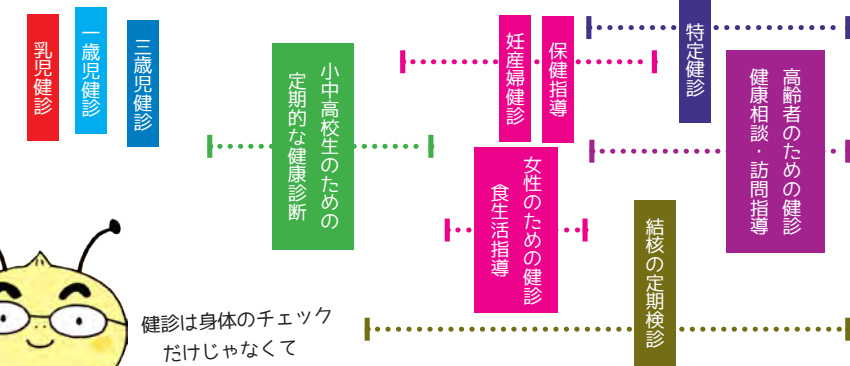 乳児健診
一歳児健診
三歳児健診
小中高校生のための
定期的な健康診断
妊産婦健診
保健指導
女性のための健診
食生活指導
特定健診
高齢者のための健診
健康相談・訪問指導
結核の定期検診
健診は身体のチェック
だけじゃなくて